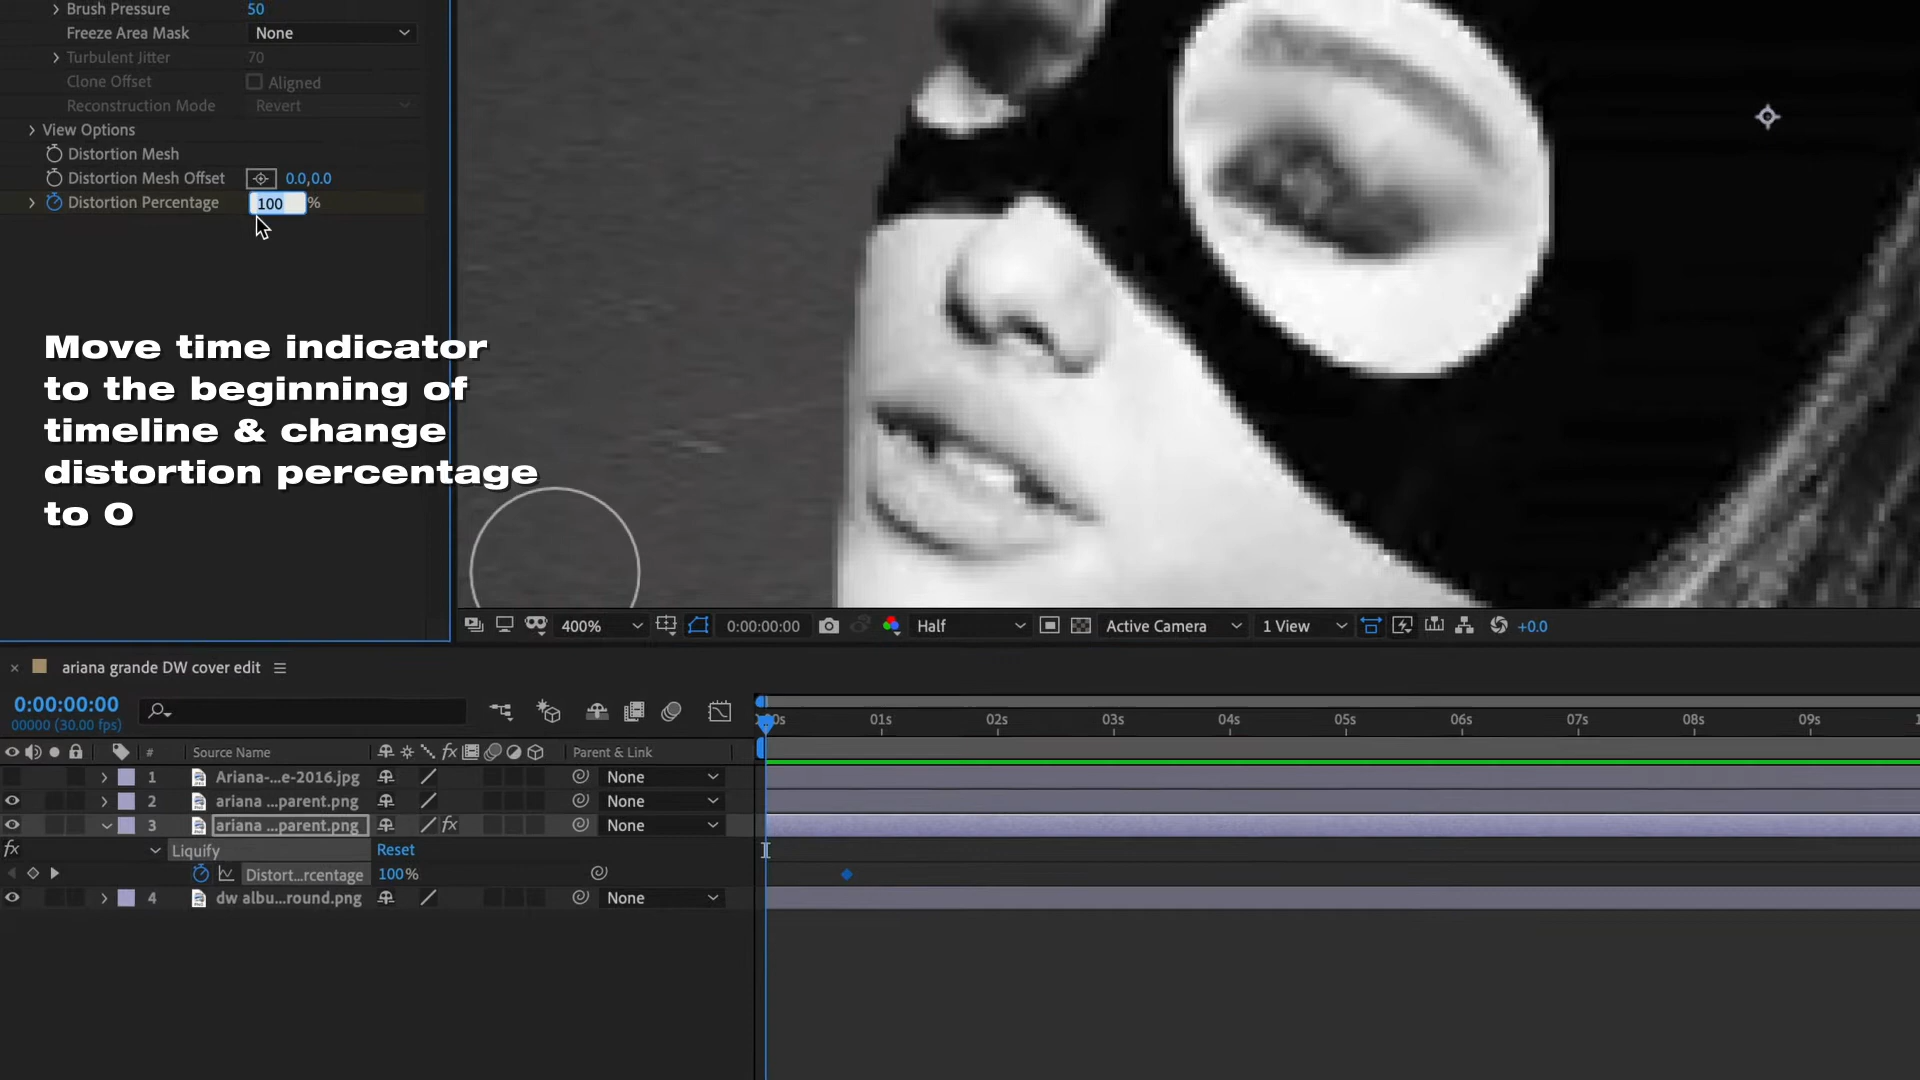 Brush Pressure 50
Freeze Area Mask None
Turbulent Jitter 70
Clone Offset Aligned
Reconstruction Mode Revert
View Options
Distortion Mesh
Distortion Mesh Offset 0.0,0.0
Distortion Percentage 100 %
Move time indicator
to the beginning of
timeline & change
distortion percentage
to 0
400% 0:00:00:00 Half Active Camera 1 View +0.0
ariana grande DW cover edit
0:00:00:00
00000 (30.00 fps)
01s 02s 03s 04s 05s 06s 07s 08s 09s
# Source Name fx Parent & Link
1 Ariana-...e-2016.jpg None
2 ariana ...parent.png None
3 ariana ...parent.png fx None
fx Liquify Reset
Distort...rcentage 100%
4 dw albu...round.png None